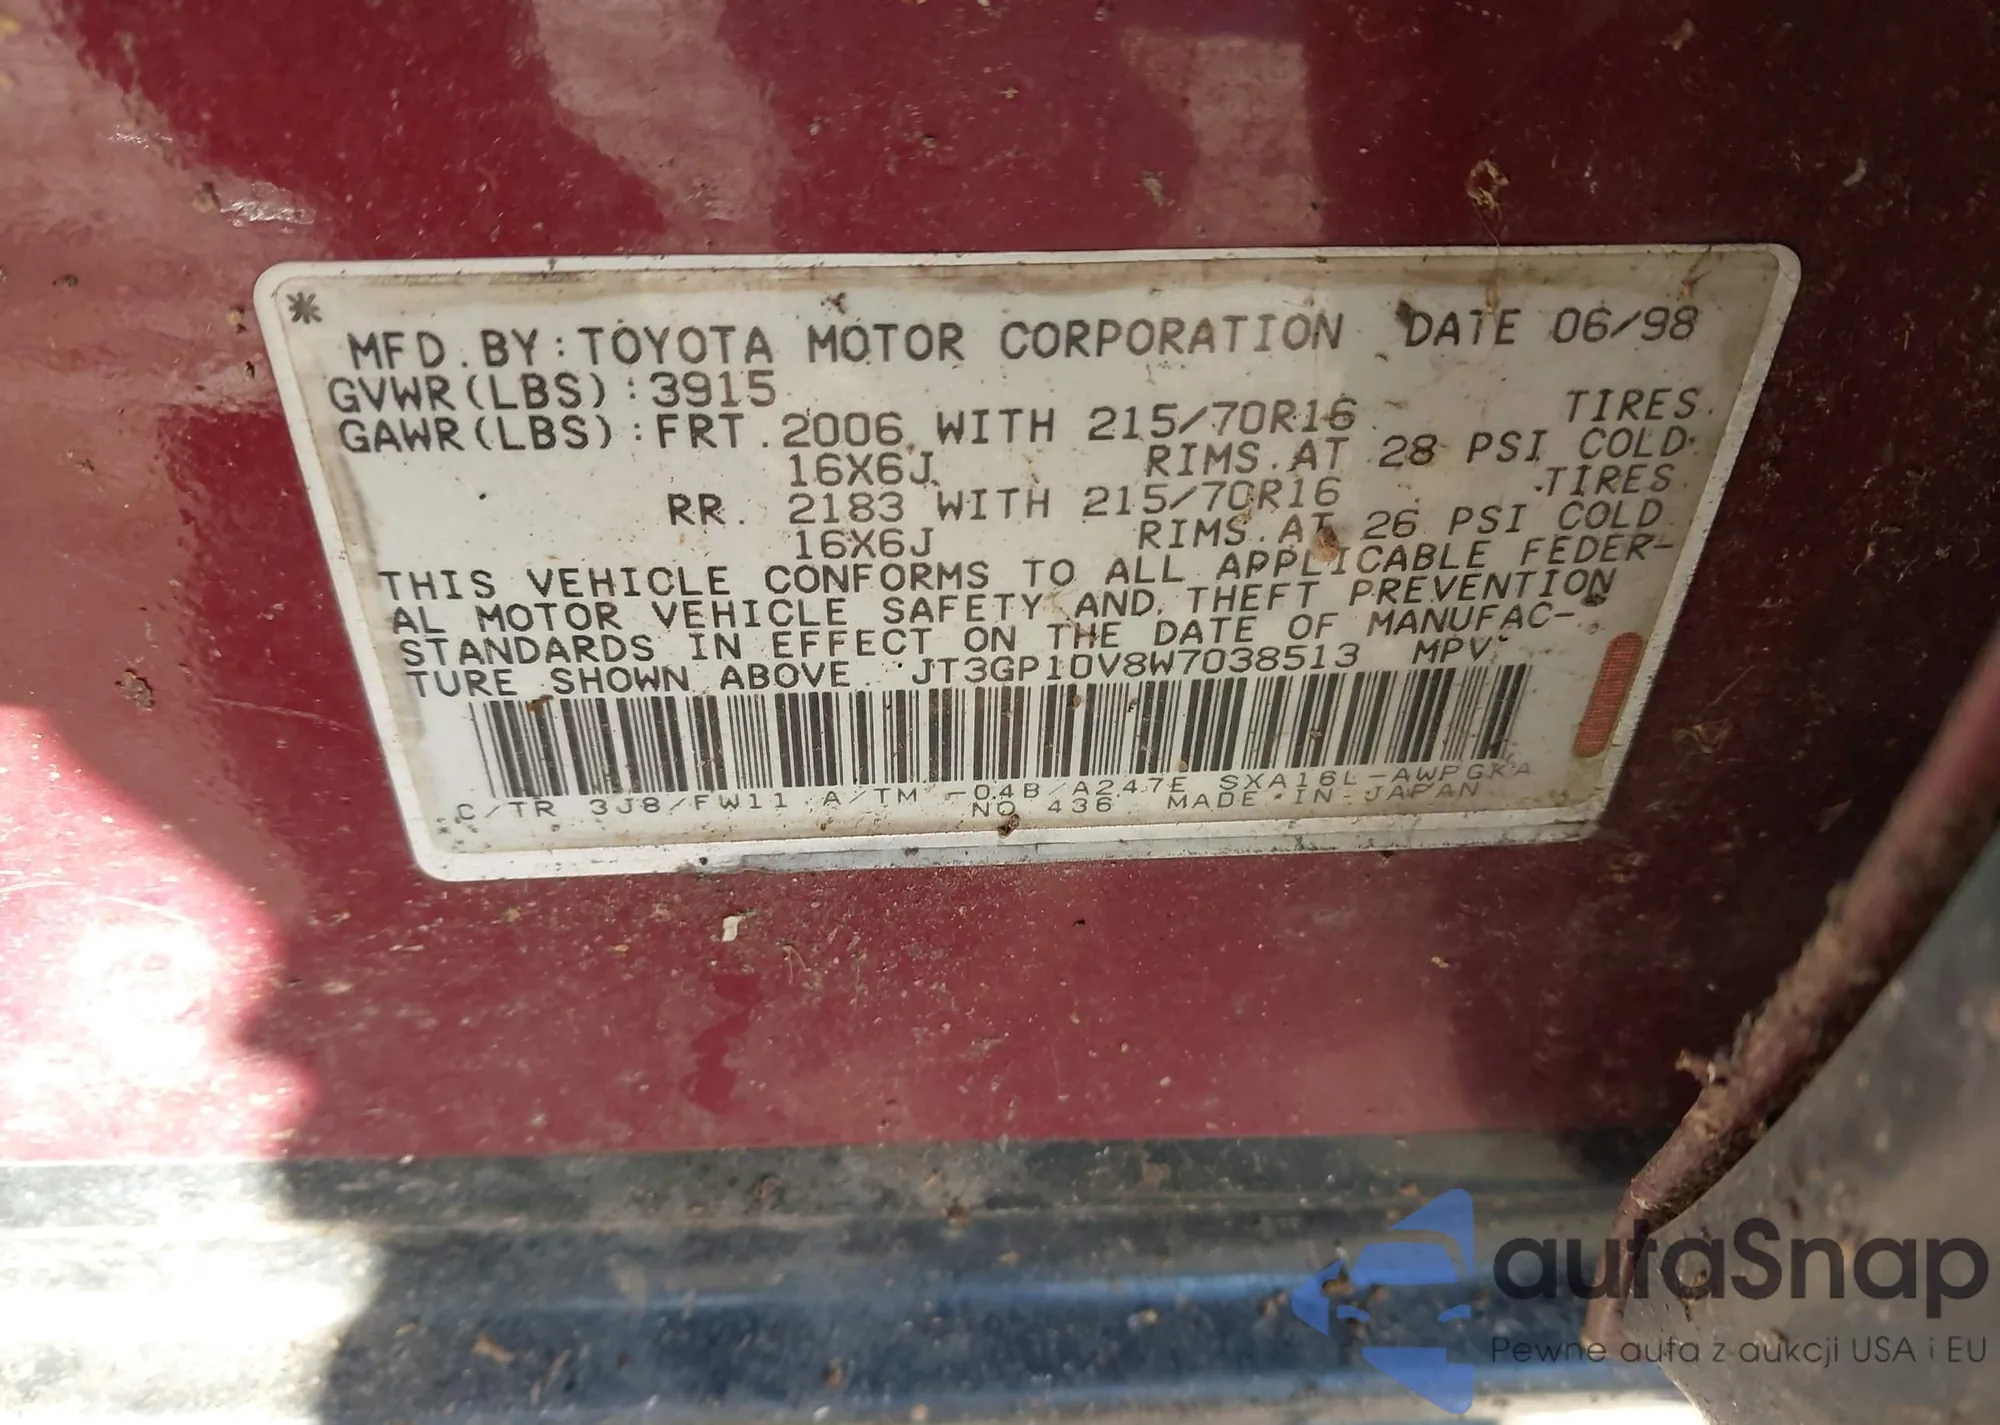 *
MFD. BY: TOYOTA MOTOR CORPORATION DATE 06/98
GVWR(LBS): 3915
GAWR(LBS): FRT. 2006 WITH 215/70R16 TIRES
16X6J RIMS. AT 28 PSI COLD
RR. 2183 WITH 215/70R16 TIRES
16X6J RIMS. AT 26 PSI COLD
THIS VEHICLE CONFORMS TO ALL APPLICABLE FEDER-
AL MOTOR VEHICLE SAFETY AND THEFT PREVENTION
STANDARDS IN EFFECT ON THE DATE OF MANUFAC-
TURE SHOWN ABOVE. JT3GP10V8W7038513 MPV
C/TR 3J8/FW11 A/TM -04B/A247E SXA16L-AWPGKA
NO 436 MADE IN JAPAN
autaSnap
Pewne auta z aukcji USA i EU